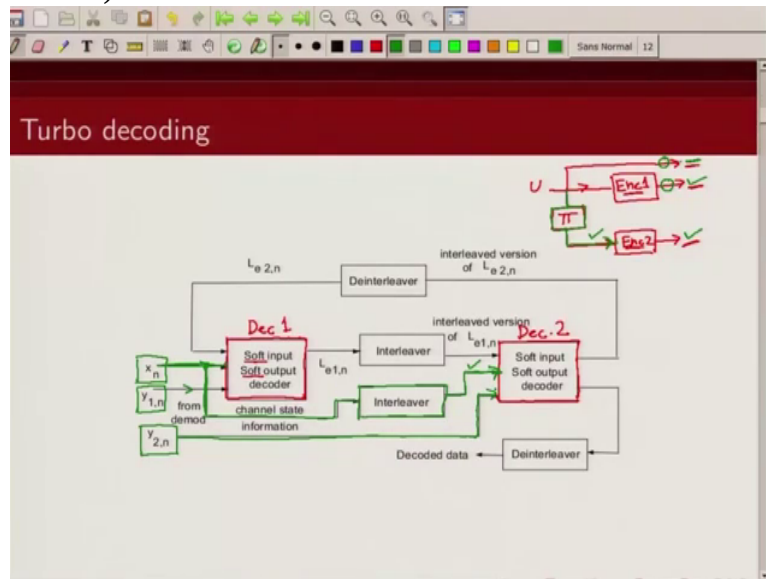 Sans Normal 12
Turbo decoding
U
Enc1
π
Enc2
L e 2,n
Deinterleaver
interleaved version
of L e 2,n
Dec 1
Soft input
Soft output
decoder
L e1,n
Interleaver
interleaved version
of L e1,n
Dec. 2
Soft input
Soft output
decoder
x n
y 1,n
from
demod
channel state
information
Interleaver
y 2,n
Decoded data
Deinterleaver